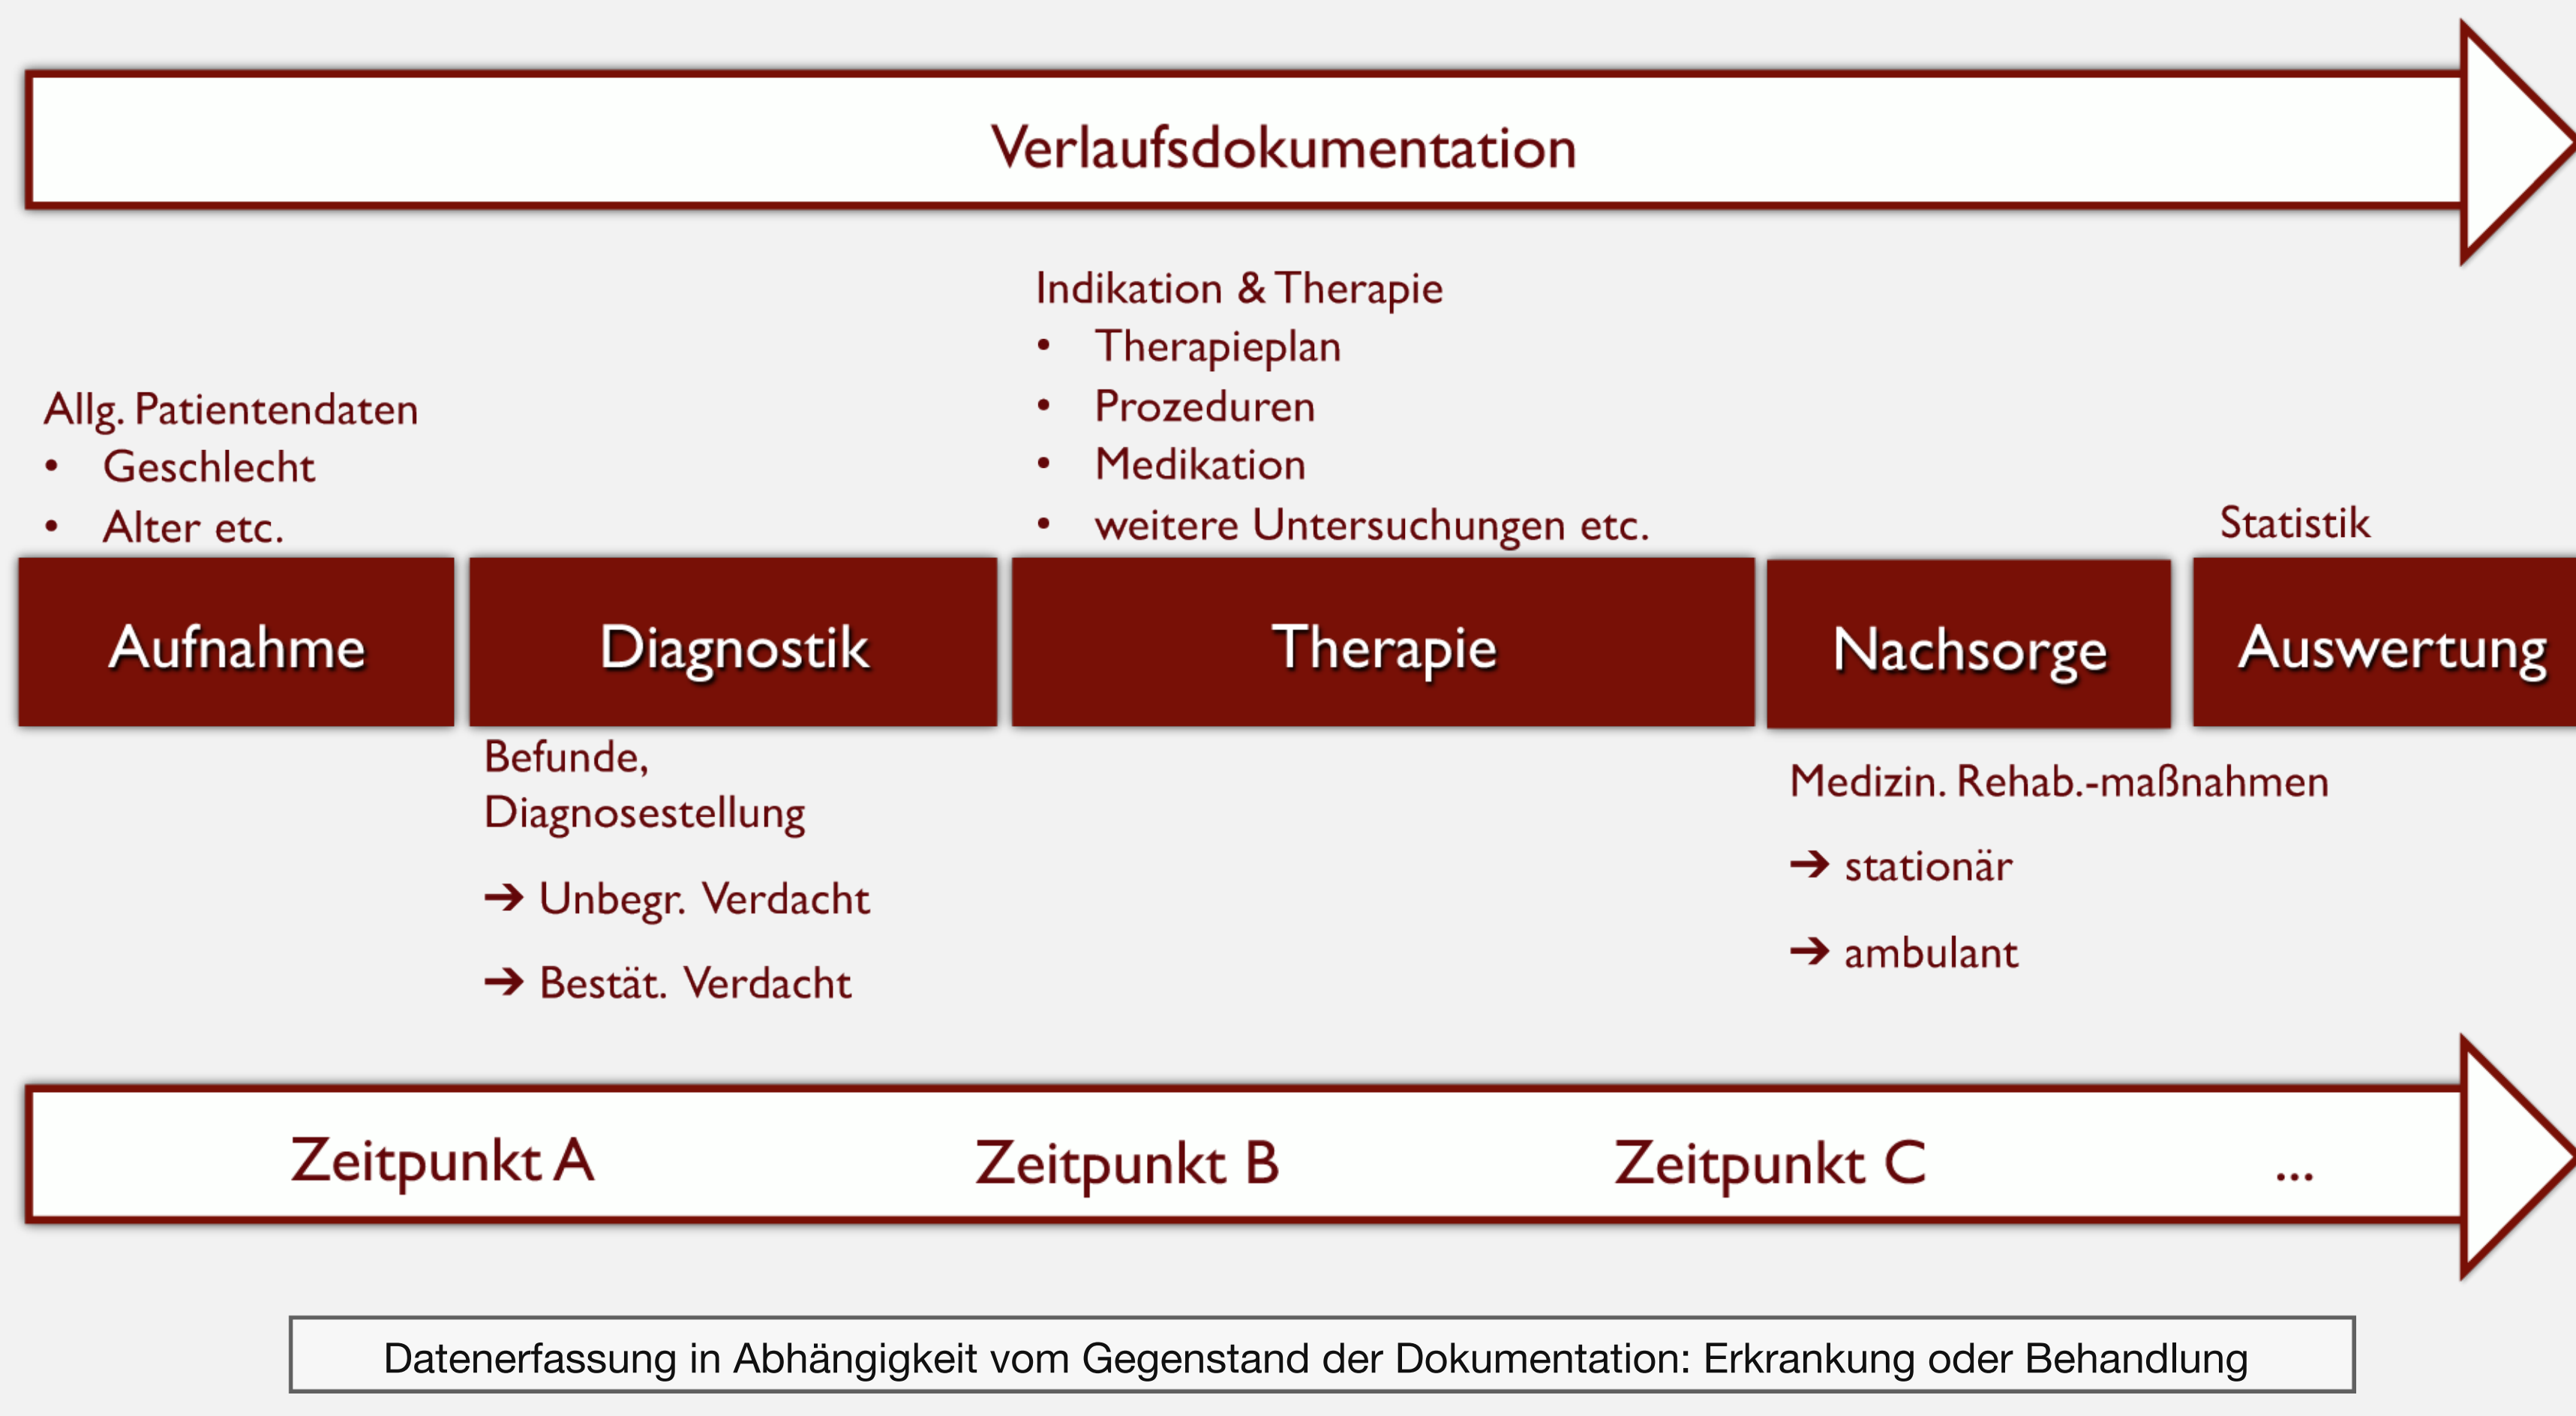 Verlaufsdokumentation
Indikation & Therapie
• Therapieplan
• Prozeduren
• Medikation
• weitere Untersuchungen etc.
Allg. Patientendaten
• Geschlecht
• Alter etc.
Statistik
Aufnahme
Diagnostik
Therapie
Nachsorge
Auswertung
Befunde,
Diagnosestellung
➔ Unbegr. Verdacht
➔ Bestät. Verdacht
Medizin. Rehab.-maßnahmen
➔ stationär
➔ ambulant
Zeitpunkt A
Zeitpunkt B
Zeitpunkt C
...
Datenerfassung in Abhängigkeit vom Gegenstand der Dokumentation: Erkrankung oder Behandlung